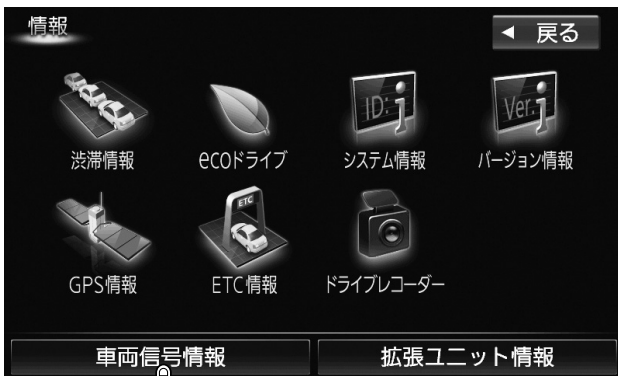 情報
◀ 戻る
渋滞情報
ecoドライブ
ID:i
システム情報
Ver.i
バージョン情報
GPS情報
ETC
ETC情報
ドライブレコーダー
車両信号情報
拡張ユニット情報